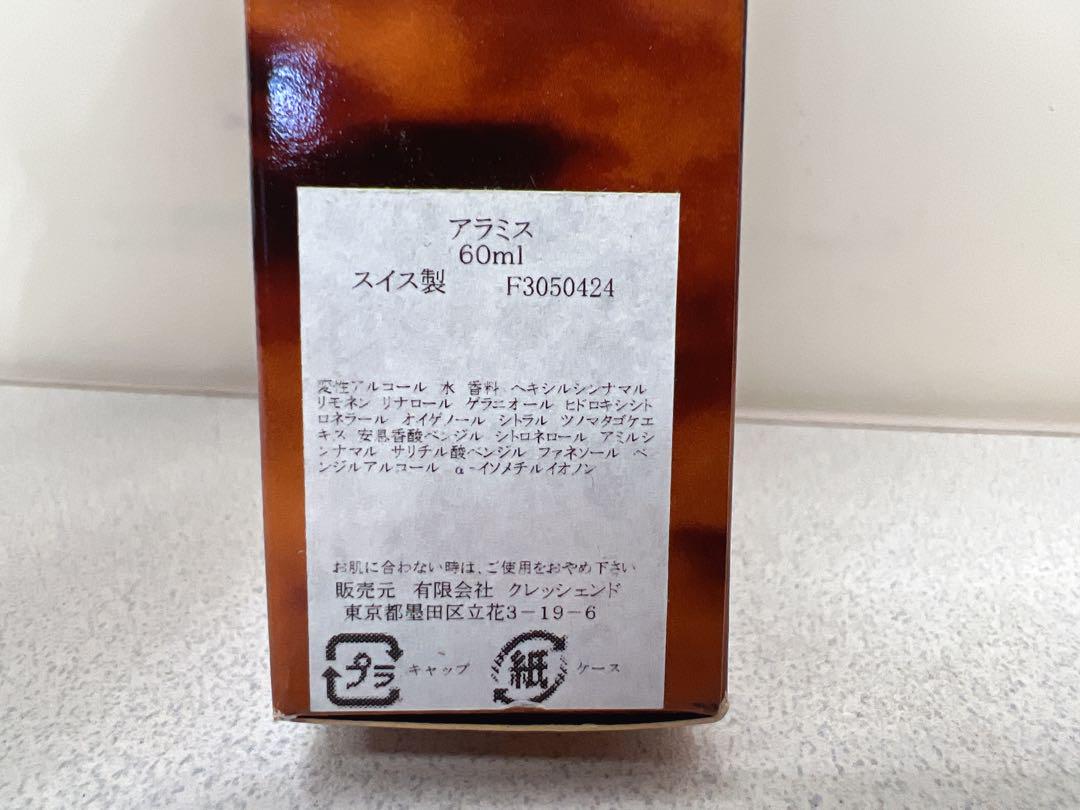 アラミス
60ml
スイス製 F3050424
変性アルコール 水 香料 ヘキシルシンナマル
リモネン リナロール ゲラニオール ヒドロキシシト
ロネラール オイゲノール シトラル ツノマタゴケエ
キス 安息香酸ベンジル シトロネロール アミルシ
ンナマル サリチル酸ベンジル ファネソール ベ
ンジルアルコール α-イソメチルイオノン
お肌に合わない時は、ご使用をおやめ下さい
販売元 有限会社 クレッシェンド
東京都墨田区立花3-19-6
プラ キャップ 紙 ケース